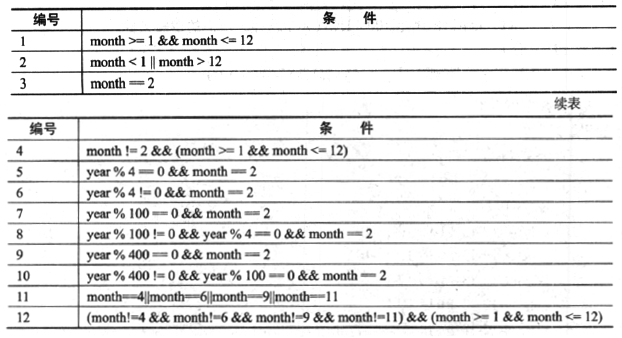 编号 条 件
1 month >= 1 && month <= 12
2 month < 1 || month > 12
3 month == 2
续表
编号 条 件
4 month != 2 && (month >= 1 && month <= 12)
5 year % 4 == 0 && month == 2
6 year % 4 != 0 && month == 2
7 year % 100 == 0 && month == 2
8 year % 100 != 0 && year % 4 == 0 && month == 2
9 year % 400 == 0 && month == 2
10 year % 400 != 0 && year % 100 == 0 && month == 2
11 month==4||month==6||month==9||month==11
12 (month!=4 && month!=6 && month!=9 && month!=11) && (month >= 1 && month <= 12)